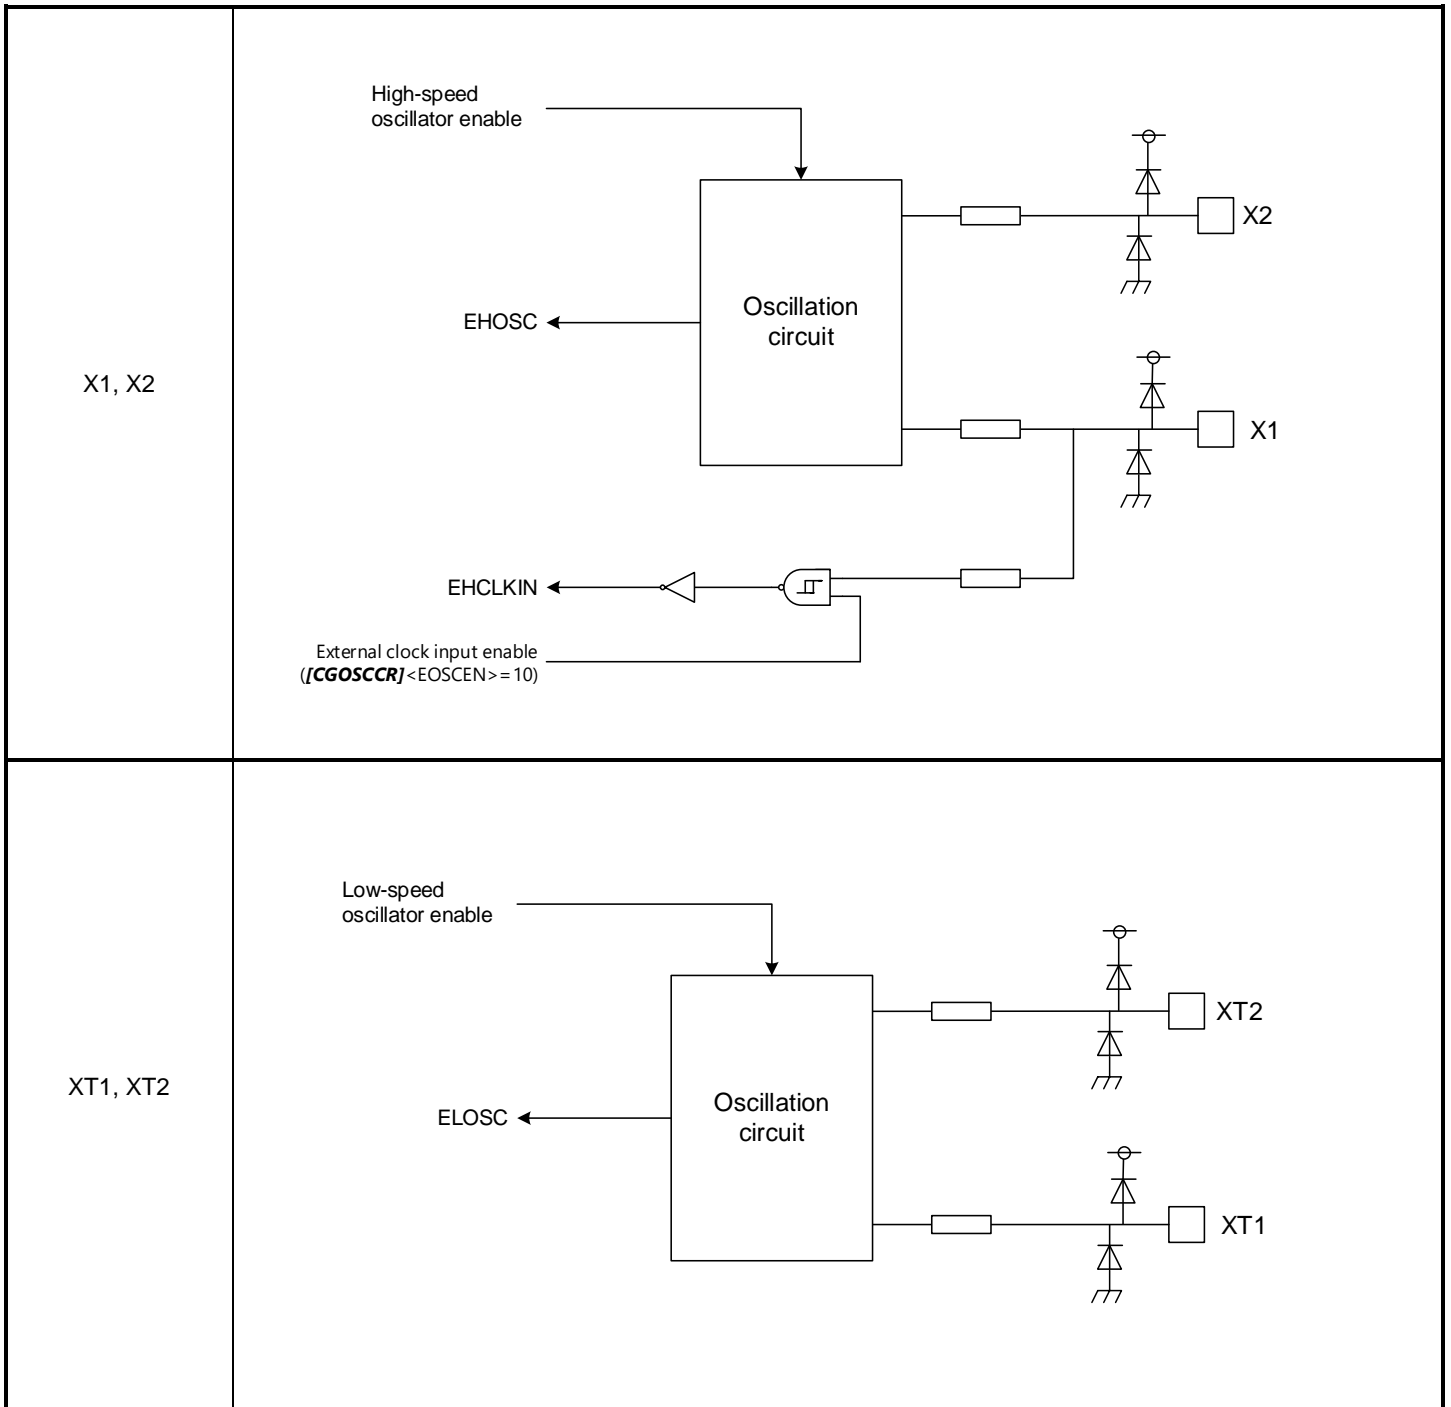 X1, X2
High-speed
oscillator enable
X2
Oscillation
circuit
EHOSC
X1
EHCLKIN
External clock input enable
([CGOSCCR]<EOSCEN>=10)
XT1, XT2
Low-speed
oscillator enable
XT2
Oscillation
circuit
ELOSC
XT1